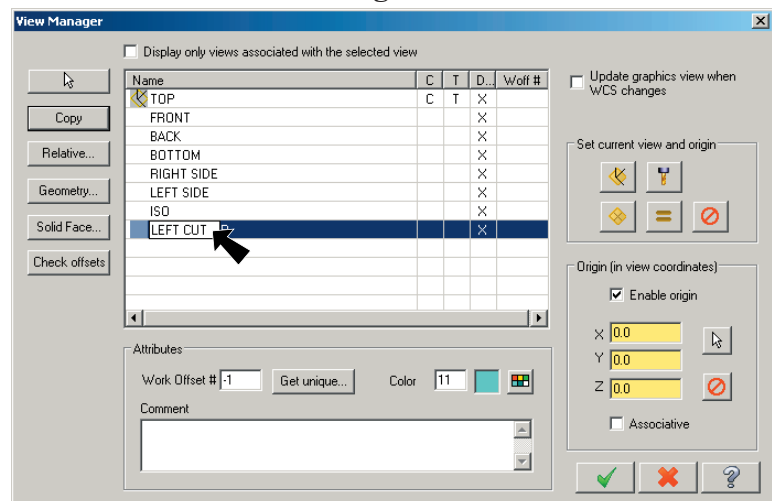 View Manager
Display only views associated with the selected view
Name C T D... Woff #
TOP C T X
FRONT X
BACK X
BOTTOM X
RIGHT SIDE X
LEFT SIDE X
ISO X
LEFT CUT X
Copy
Relative...
Geometry...
Solid Face...
Check offsets
Update graphics view when
WCS changes
Set current view and origin
Origin (in view coordinates)
Enable origin
X 0.0
Y 0.0
Z 0.0
Associative
Attributes
Work Offset # -1 Get unique... Color 11
Comment